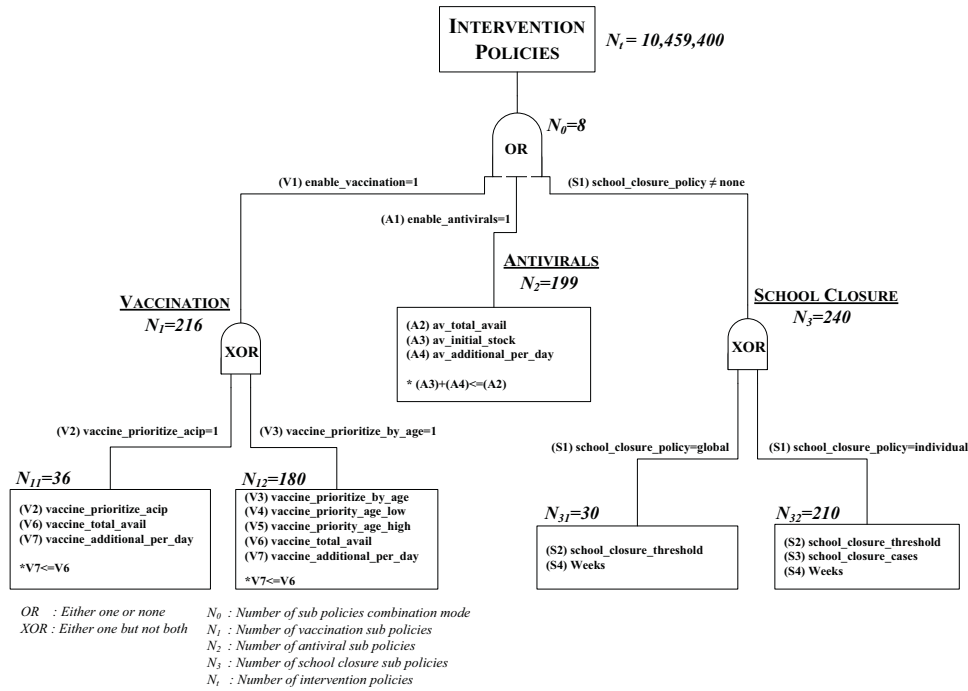 INTERVENTION
POLICIES
Nt = 10,459,400
N0=8
OR
(V1) enable_vaccination=1
(S1) school_closure_policy ≠ none
(A1) enable_antivirals=1
ANTIVIRALS
N2=199
VACCINATION
N1=216
SCHOOL CLOSURE
N3=240
XOR
(A2) av_total_avail
(A3) av_initial_stock
(A4) av_additional_per_day
* (A3)+(A4)<=(A2)
XOR
(V2) vaccine_prioritize_acip=1
(V3) vaccine_prioritize_by_age=1
(S1) school_closure_policy=global
(S1) school_closure_policy=individual
N11=36
(V2) vaccine_prioritize_acip
(V6) vaccine_total_avail
(V7) vaccine_additional_per_day
*V7<=V6
N12=180
(V3) vaccine_prioritize_by_age
(V4) vaccine_priority_age_low
(V5) vaccine_priority_age_high
(V6) vaccine_total_avail
(V7) vaccine_additional_per_day
*V7<=V6
N31=30
(S2) school_closure_threshold
(S4) Weeks
N32=210
(S2) school_closure_threshold
(S3) school_closure_cases
(S4) Weeks
OR : Either one or none
XOR : Either one but not both
N0 : Number of sub policies combination mode
N1 : Number of vaccination sub policies
N2 : Number of antiviral sub policies
N3 : Number of school closure sub policies
Nt : Number of intervention policies